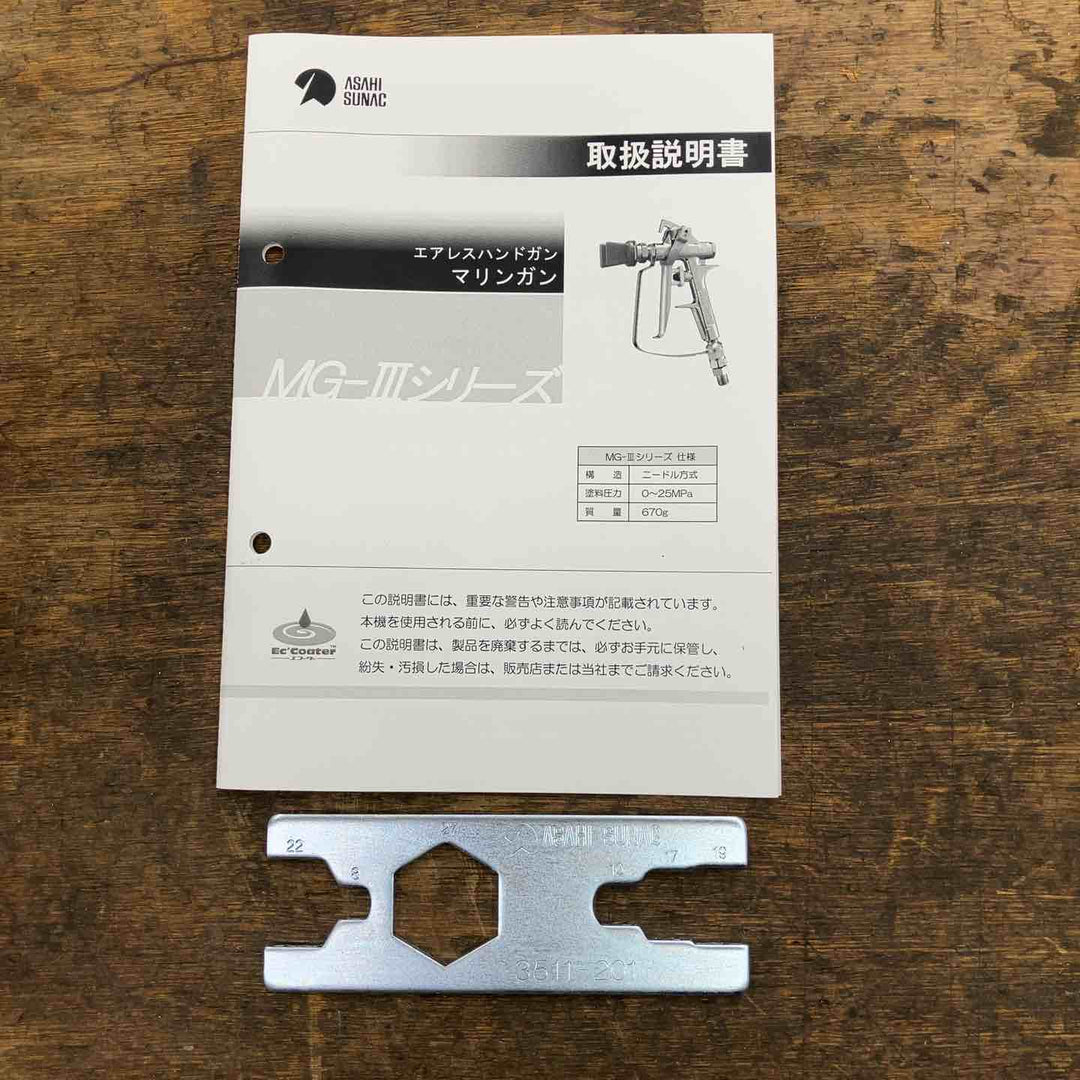 ASAHI
SUNAC
取扱説明書
エアレスハンドガン
マリンガン
MG-Ⅲシリーズ
MG-Ⅲシリーズ 仕様
構 造 ニードル方式
塗料圧力 0〜25MPa
質 量 670g
この説明書には、重要な警告や注意事項が記載されています。
本機を使用される前に、必ずよく読んでください。
この説明書は、製品を廃棄するまでは、必ずお手元に保管し、
紛失・汚損した場合は、販売店または当社までご請求ください。
Ec'Coater™
エコーター
27 ASAHI SUNAC
22 8 17 19
3511-201